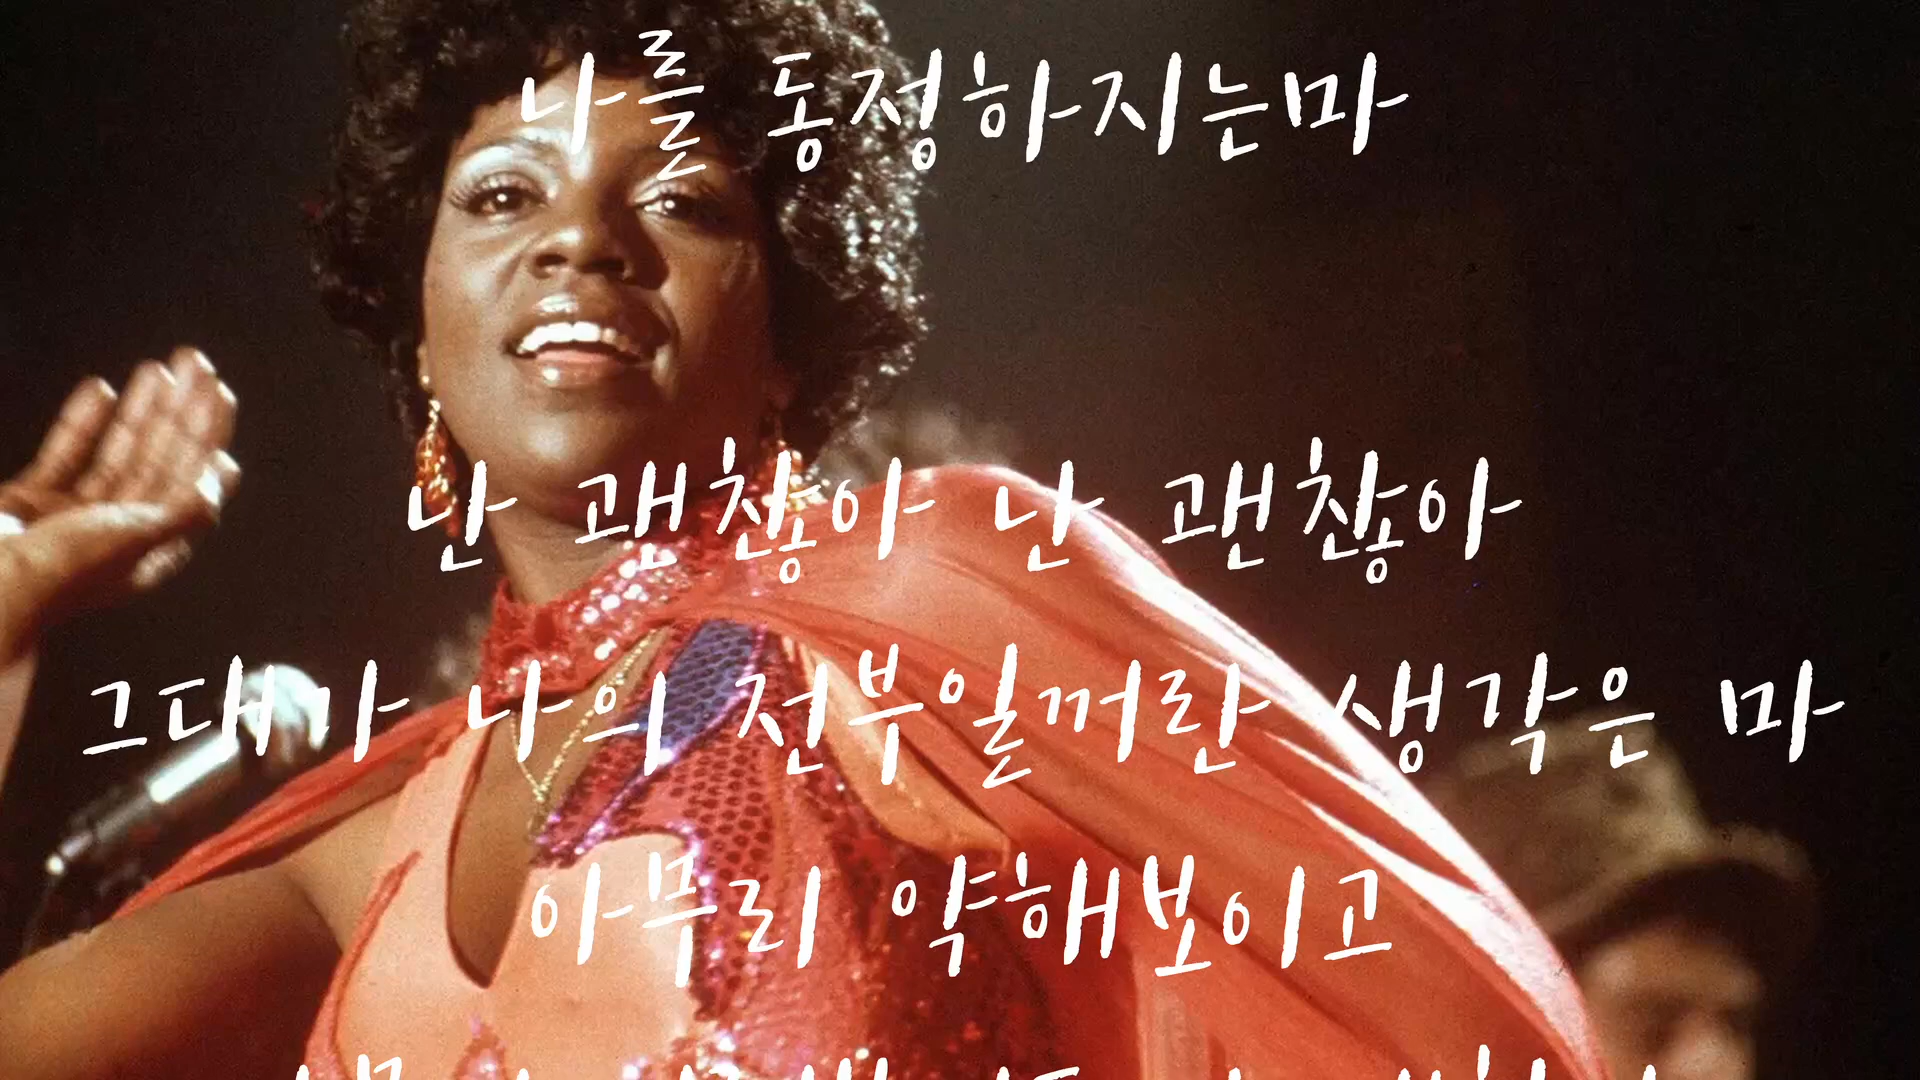 나를 동정하지는마
난 괜찮아 난 괜찮아
그대가 나의 전부일꺼란 생각은 마
아무리 약해보이고